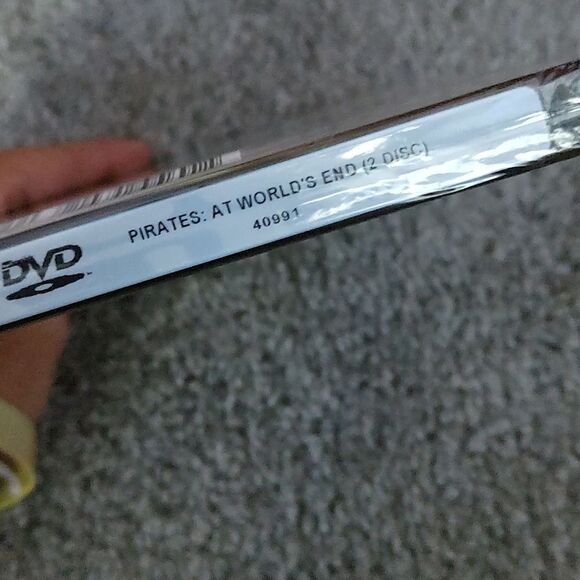 DVD
PIRATES: AT WORLD'S END (2 DISC)
40991